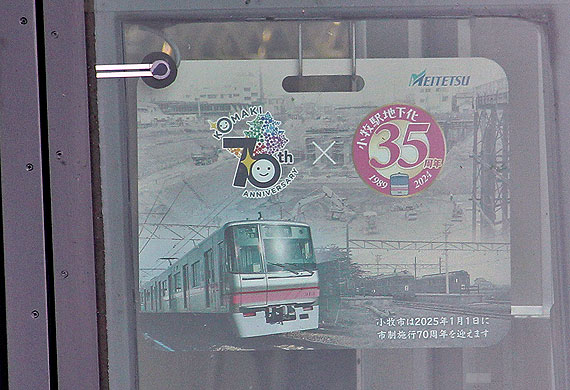 MEITETSU
KOMAKI
70th
ANNIVERSARY
×
小牧駅地下化
35
周年
1989
2024
小牧市は2025年1月1日に
市制施行70周年を迎えます